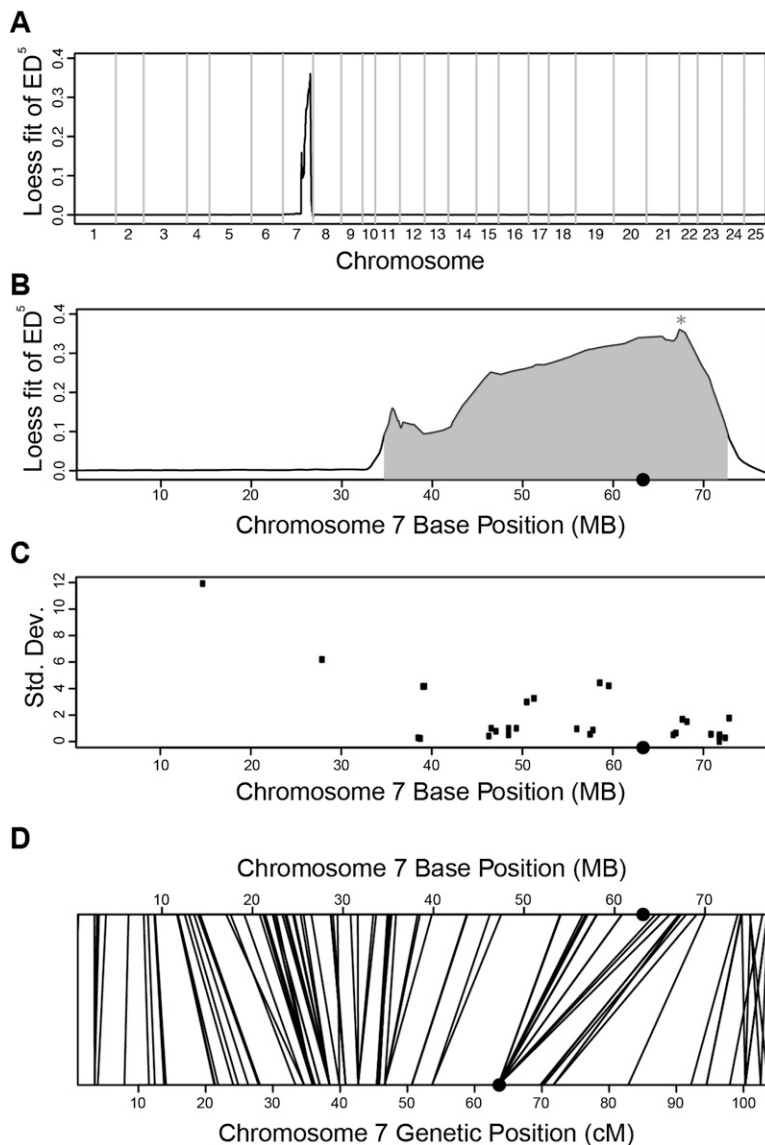 A
Loess fit of ED⁵
0.4
0.3
0.2
0.1
0.0
1 2 3 4 5 6 7 8 9 10 11 12 13 14 15 16 17 18 19 20 21 22 23 24 25
Chromosome
B
Loess fit of ED⁵
0.4
0.3
0.2
0.1
0.0
*
10 20 30 40 50 60 70
Chromosome 7 Base Position (MB)
C
Std. Dev.
12
10
8
6
4
2
0
10 20 30 40 50 60 70
Chromosome 7 Base Position (MB)
D
Chromosome 7 Base Position (MB)
10 20 30 40 50 60 70
10 20 30 40 50 60 70 80 90 100
Chromosome 7 Genetic Position (cM)